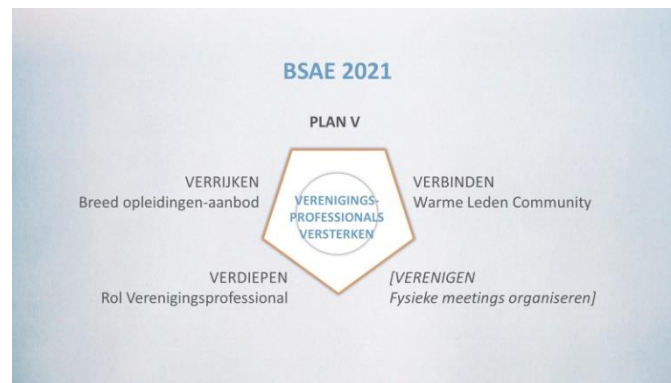 BSAE 2021
PLAN V
VERRIJKEN
Breed opleidingen-aanbod
VERBINDEN
Warme Leden Community
VERENIGINGS-
PROFESSIONALS
VERSTERKEN
VERDIEPEN
Rol Verenigingsprofessional
[VERENIGEN
Fysieke meetings organiseren]